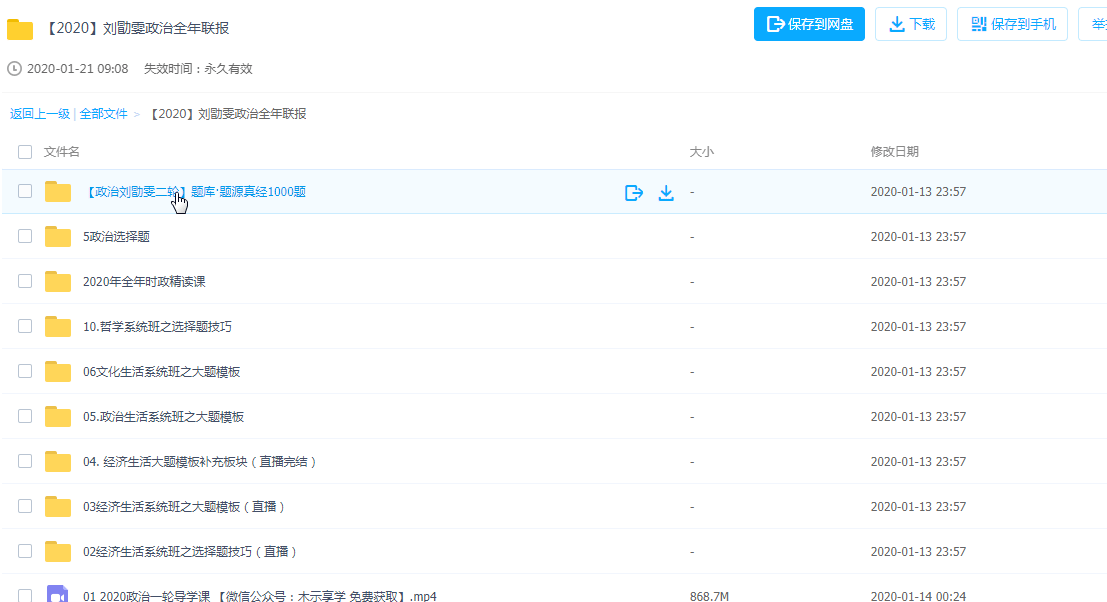 【2020】刘勖雯政治全年联报
保存到网盘 下载 保存到手机 举
2020-01-21 09:08 失效时间：永久有效
返回上一级 | 全部文件 > 【2020】刘勖雯政治全年联报
文件名 大小 修改日期
【政治刘勖雯二轮】题库·题源真经1000题 - 2020-01-13 23:57
5政治选择题 - 2020-01-13 23:57
2020年全年时政精读课 - 2020-01-13 23:57
10.哲学系统班之选择题技巧 - 2020-01-13 23:57
06文化生活系统班之大题模板 - 2020-01-13 23:57
05.政治生活系统班之大题模板 - 2020-01-13 23:57
04. 经济生活大题模板补充板块（直播完结） - 2020-01-13 23:57
03经济生活系统班之大题模板（直播） - 2020-01-13 23:57
02经济生活系统班之选择题技巧（直播） - 2020-01-13 23:57
01 2020政治一轮导学课 【微信公众号：木示享学 免费获取】.mp4 868.7M 2020-01-14 00:24